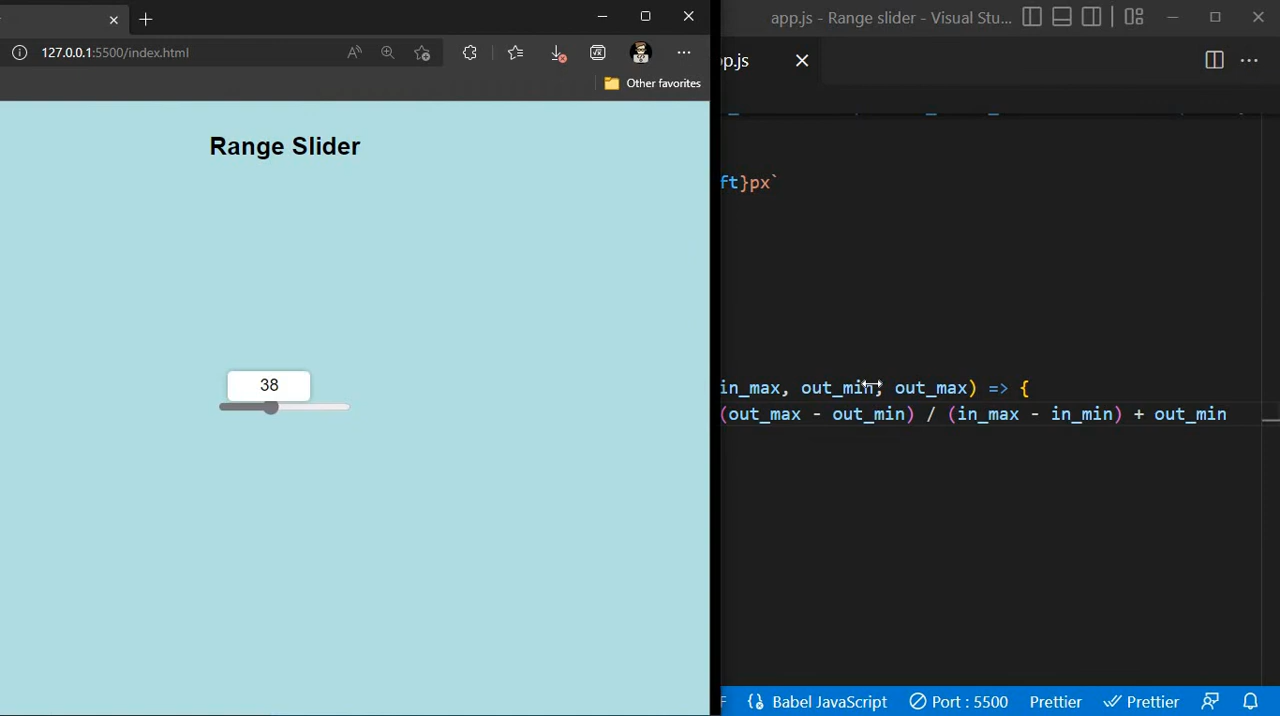 127.0.0.1:5500/index.html
Other favorites
Range Slider
38
app.js - Range slider - Visual Stu...
pp.js
ft}px`
in_max, out_min, out_max) => {
(out_max - out_min) / (in_max - in_min) + out_min
Babel JavaScript
Port : 5500
Prettier
Prettier